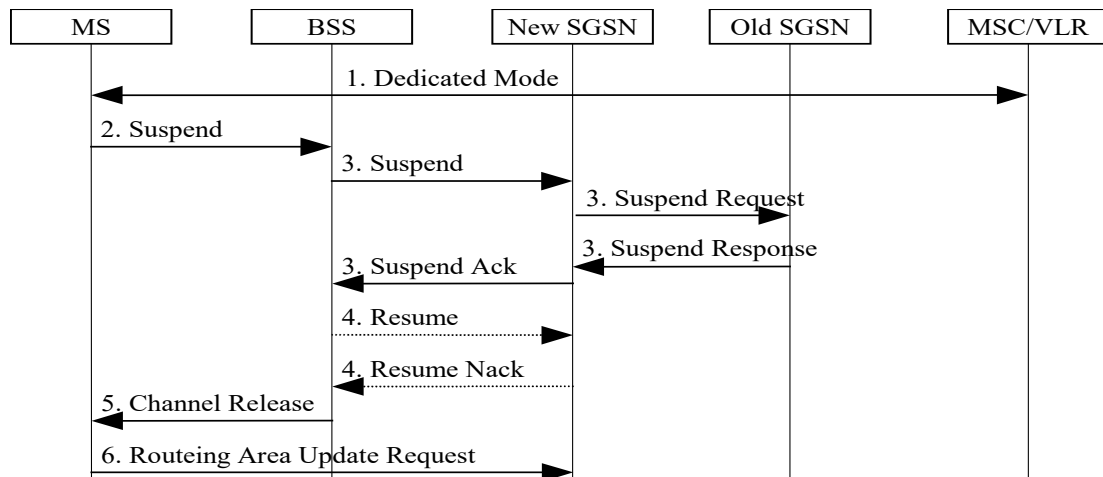 MS
BSS
New SGSN
Old SGSN
MSC/VLR
1. Dedicated Mode
2. Suspend
3. Suspend
3. Suspend Request
3. Suspend Response
3. Suspend Ack
4. Resume
4. Resume Nack
5. Channel Release
6. Routeing Area Update Request